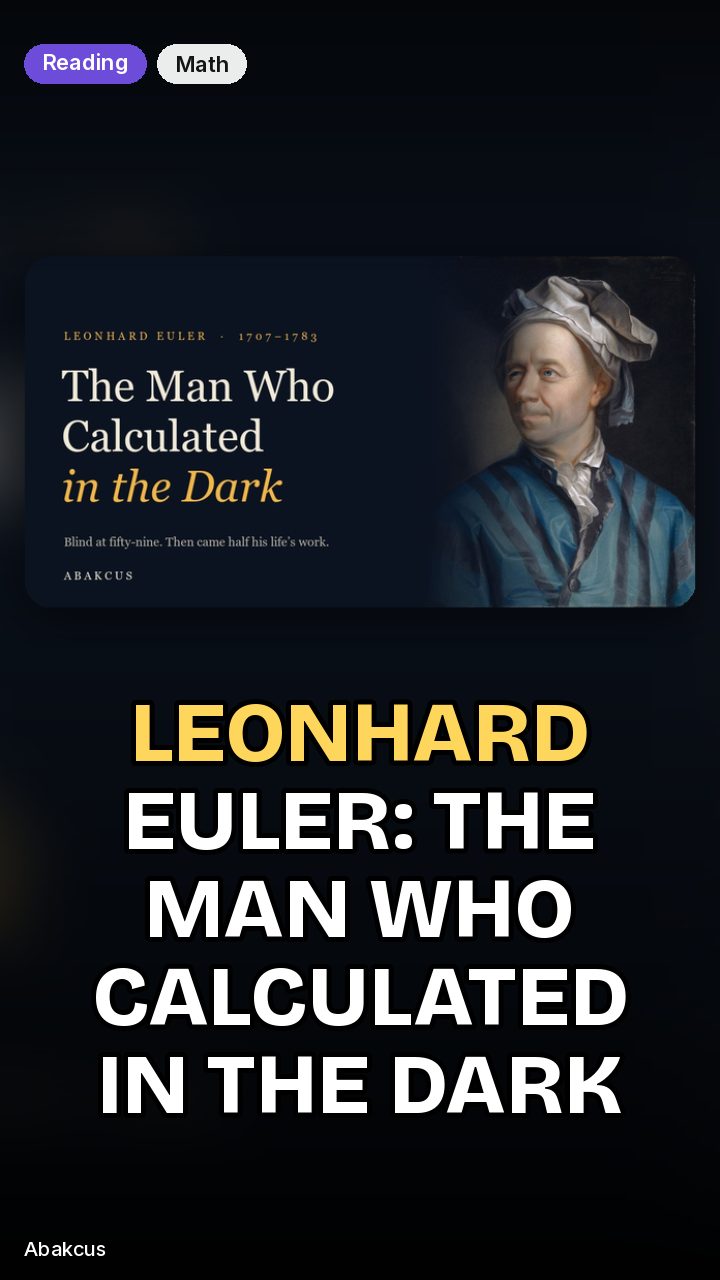 Reading
Math
LEONHARD EULER · 1707–1783
The Man Who
Calculated
in the Dark
Blind at fifty-nine. Then came half his life's work.
ABAKCUS
LEONHARD
EULER: THE
MAN WHO
CALCULATED
IN THE DARK
Abakcus